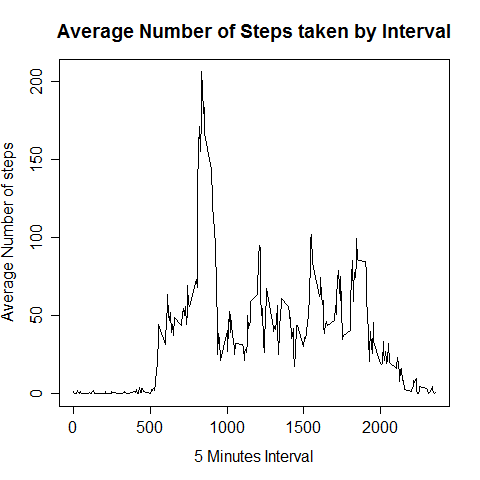 Average Number of Steps taken by Interval
Average Number of steps
200
150
100
50
0
0 500 1000 1500 2000
5 Minutes Interval